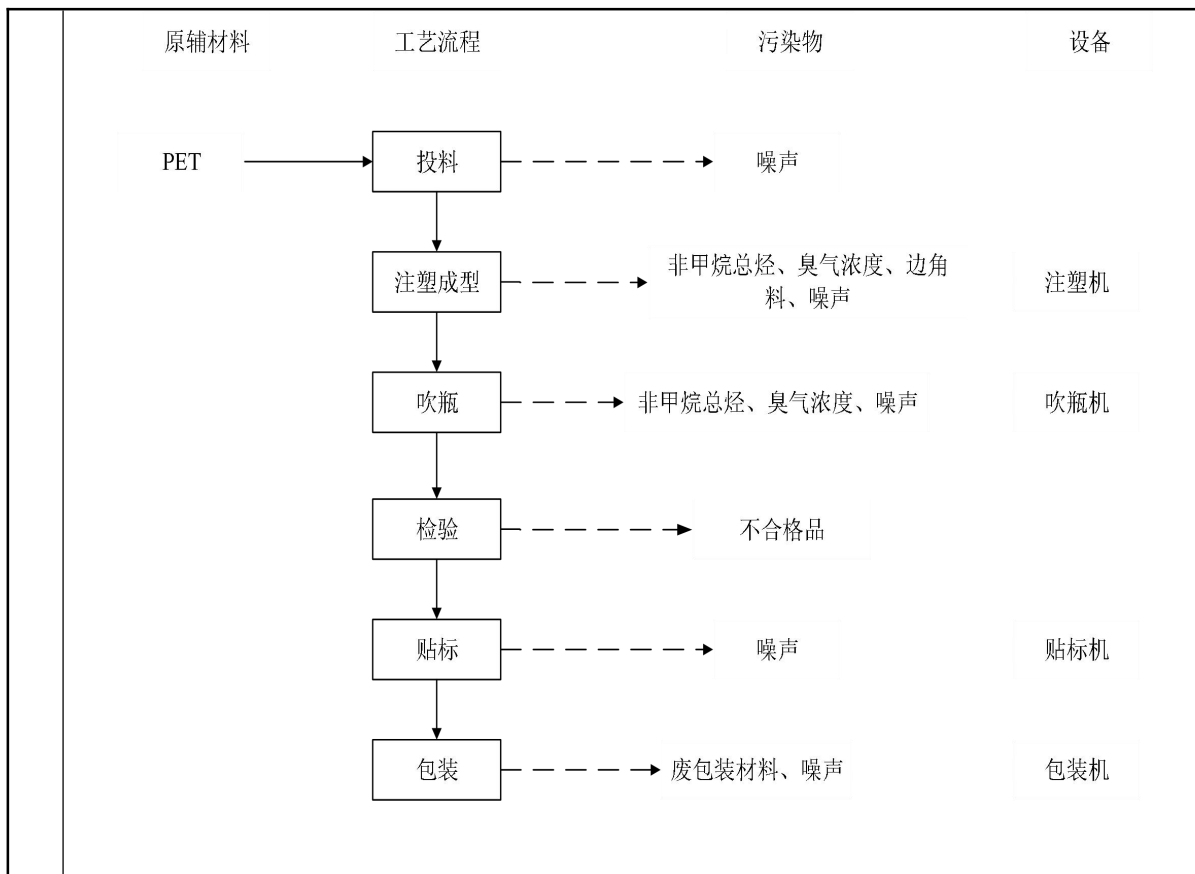 原辅材料 工艺流程 污染物 设备
PET 投料 噪声
注塑成型 非甲烷总烃、臭气浓度、边角料、噪声 注塑机
吹瓶 非甲烷总烃、臭气浓度、噪声 吹瓶机
检验 不合格品
贴标 噪声 贴标机
包装 废包装材料、噪声 包装机